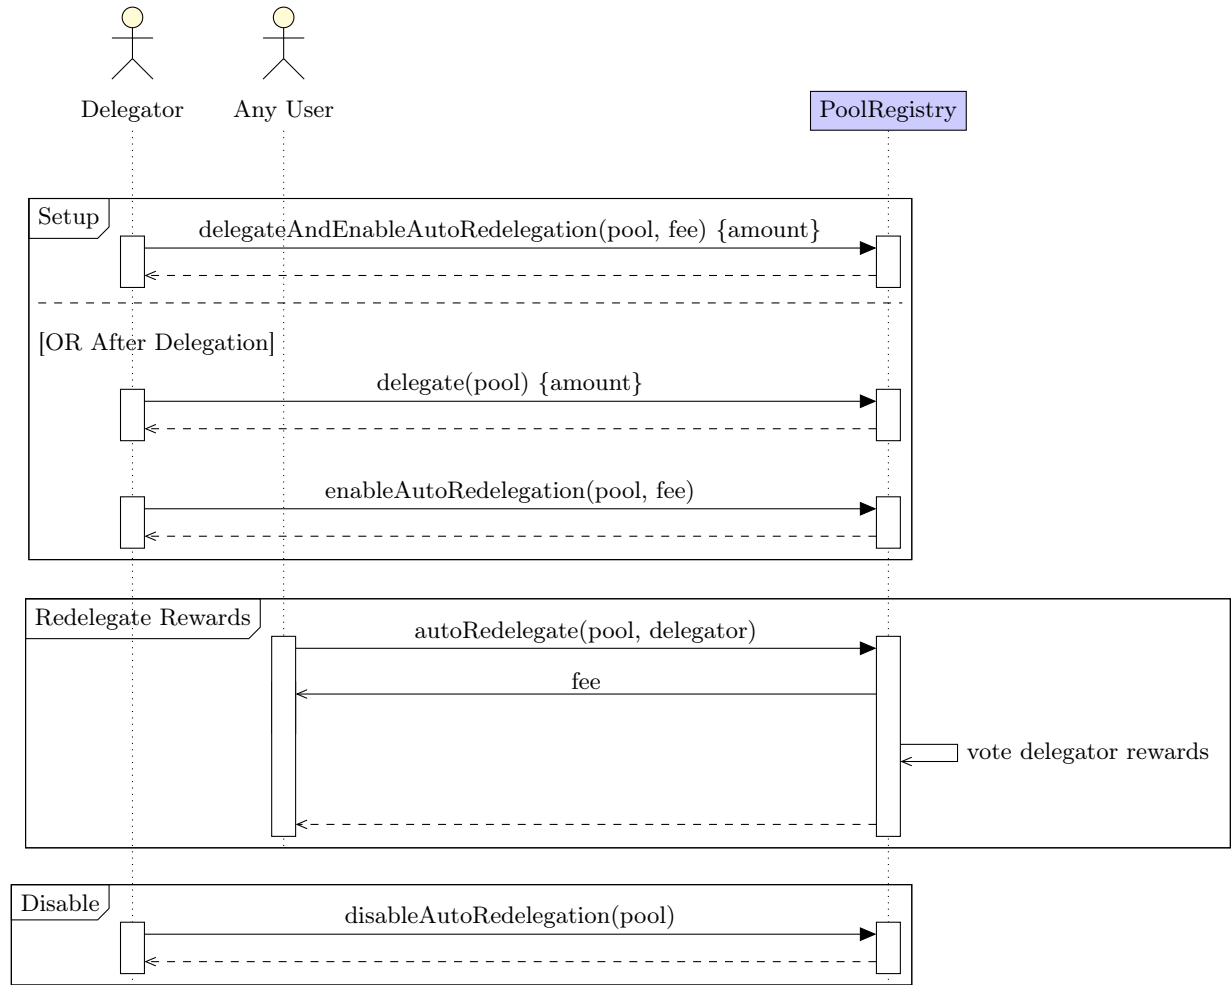 Delegator
Any User
PoolRegistry
Setup
delegateAndEnableAutoRedelegation(pool, fee) {amount}
[OR After Delegation]
delegate(pool) {amount}
enableAutoRedelegation(pool, fee)
Redelegate Rewards
autoRedelegate(pool, delegator)
fee
vote delegator rewards
Disable
disableAutoRedelegation(pool)